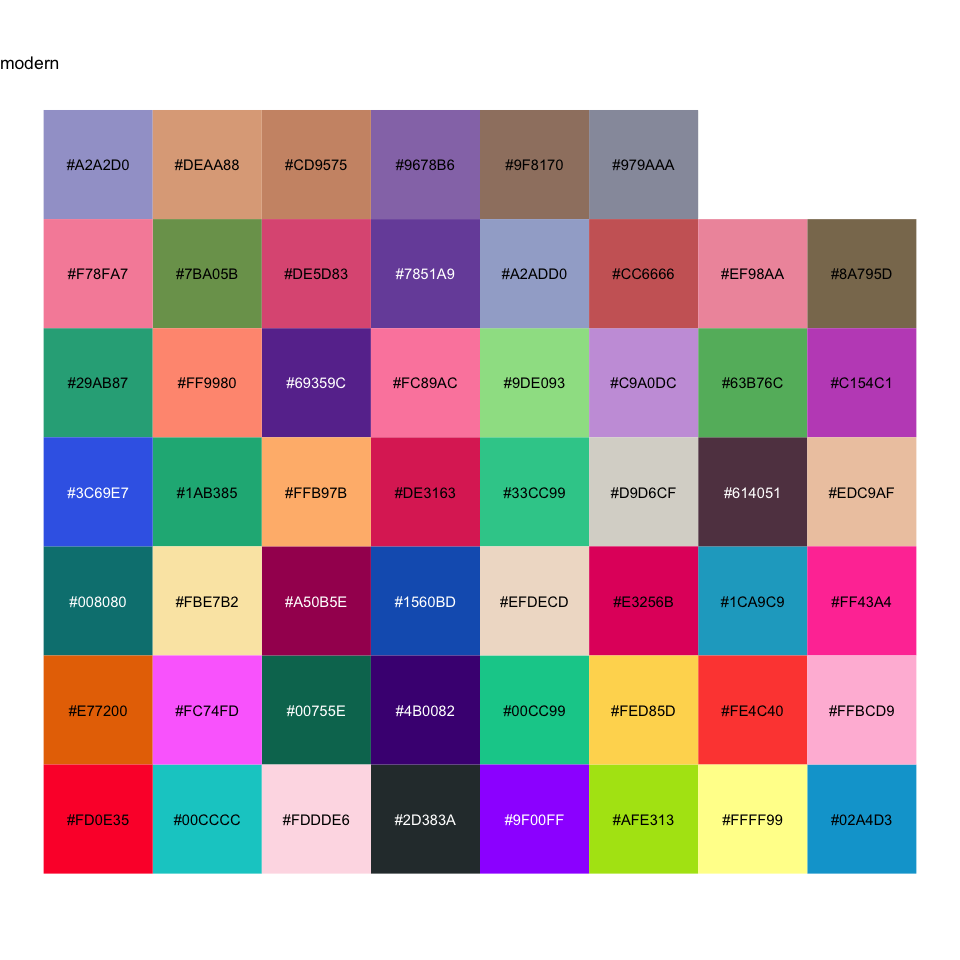 modern
#A2A2D0 #DEAA88 #CD9575 #9678B6 #9F8170 #979AAA
#F78FA7 #7BA05B #DE5D83 #7851A9 #A2ADD0 #CC6666 #EF98AA #8A795D
#29AB87 #FF9980 #69359C #FC89AC #9DE093 #C9A0DC #63B76C #C154C1
#3C69E7 #1AB385 #FFB97B #DE3163 #33CC99 #D9D6CF #614051 #EDC9AF
#008080 #FBE7B2 #A50B5E #1560BD #EFDECD #E3256B #1CA9C9 #FF43A4
#E77200 #FC74FD #00755E #4B0082 #00CC99 #FED85D #FE4C40 #FFBCD9
#FD0E35 #00CCCC #FDDDE6 #2D383A #9F00FF #AFE313 #FFFF99 #02A4D3